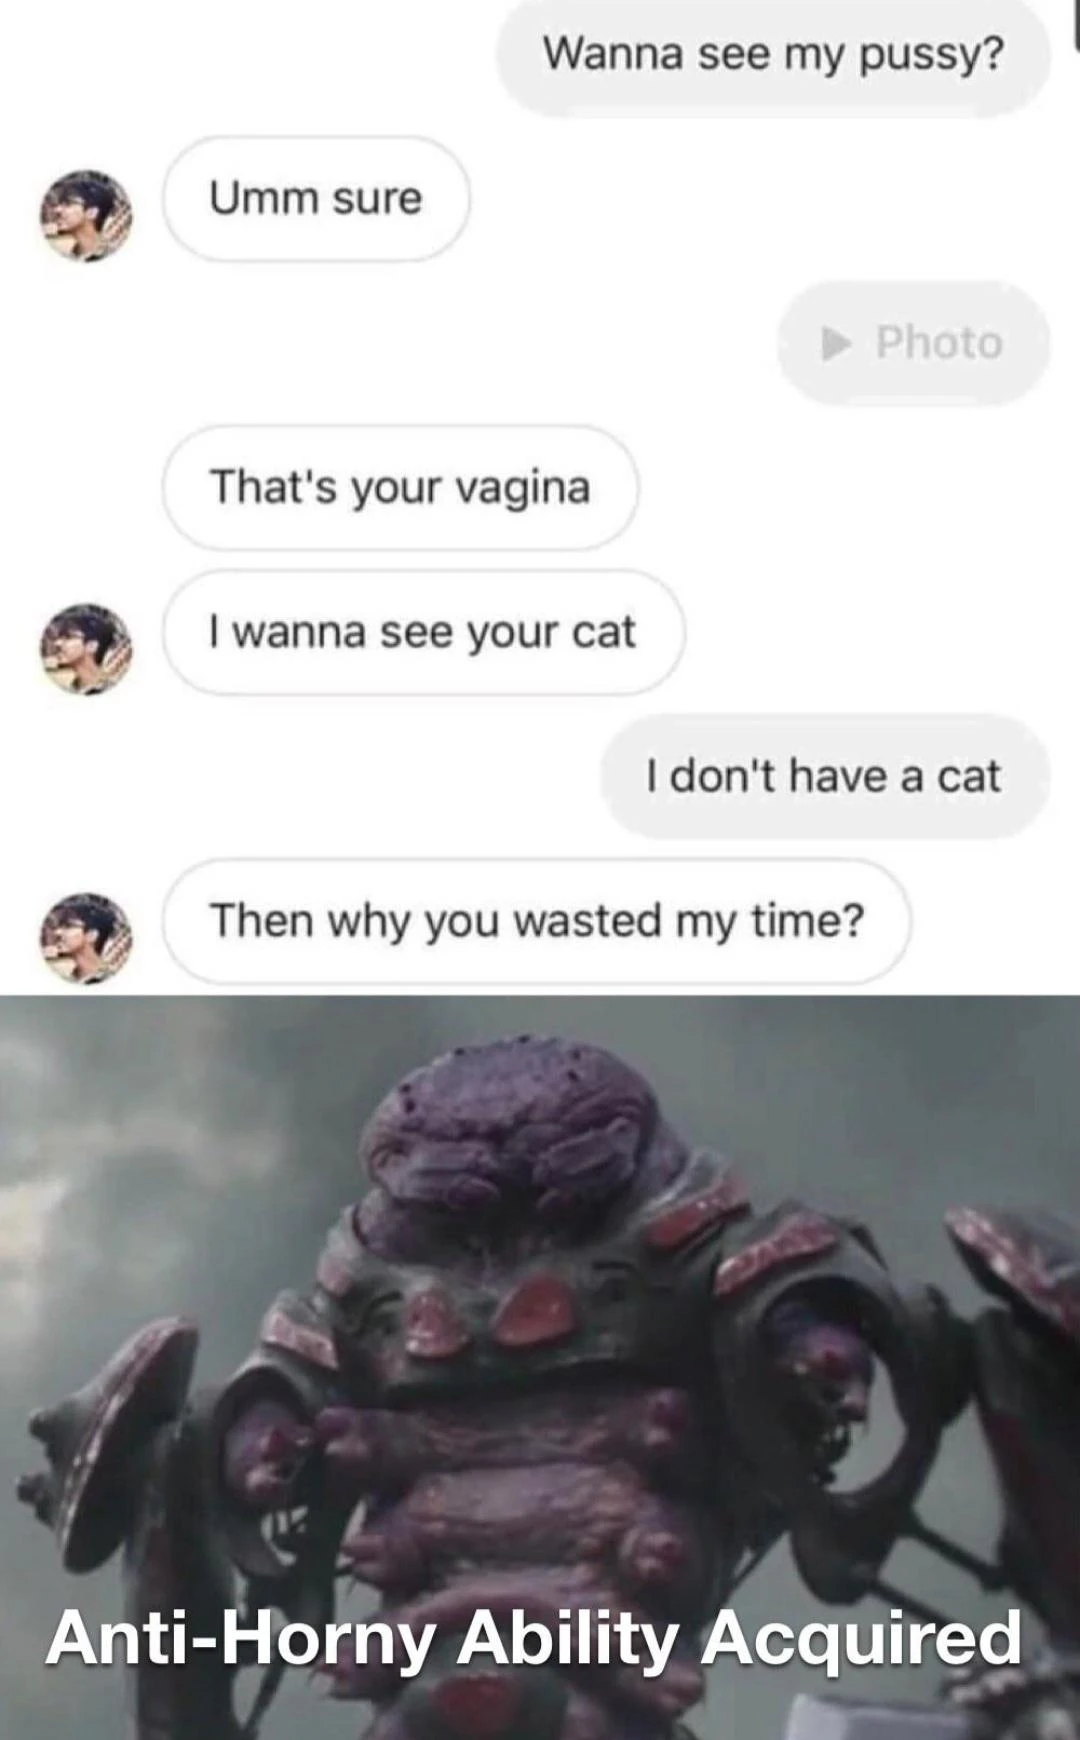 Wanna see my pussy?
Umm sure
Photo
That's your vagina
I wanna see your cat
I don't have a cat
Then why you wasted my time?
Anti-Horny Ability Acquired